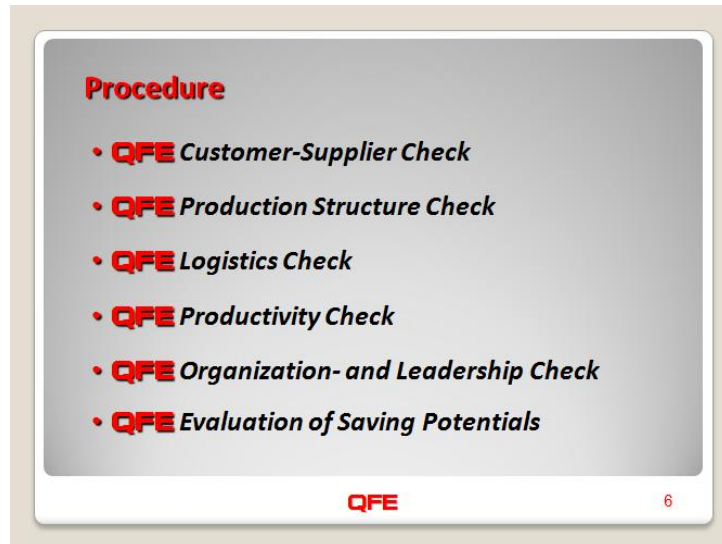 Procedure
• QFE Customer-Supplier Check
• QFE Production Structure Check
• QFE Logistics Check
• QFE Productivity Check
• QFE Organization- and Leadership Check
• QFE Evaluation of Saving Potentials
QFE
6